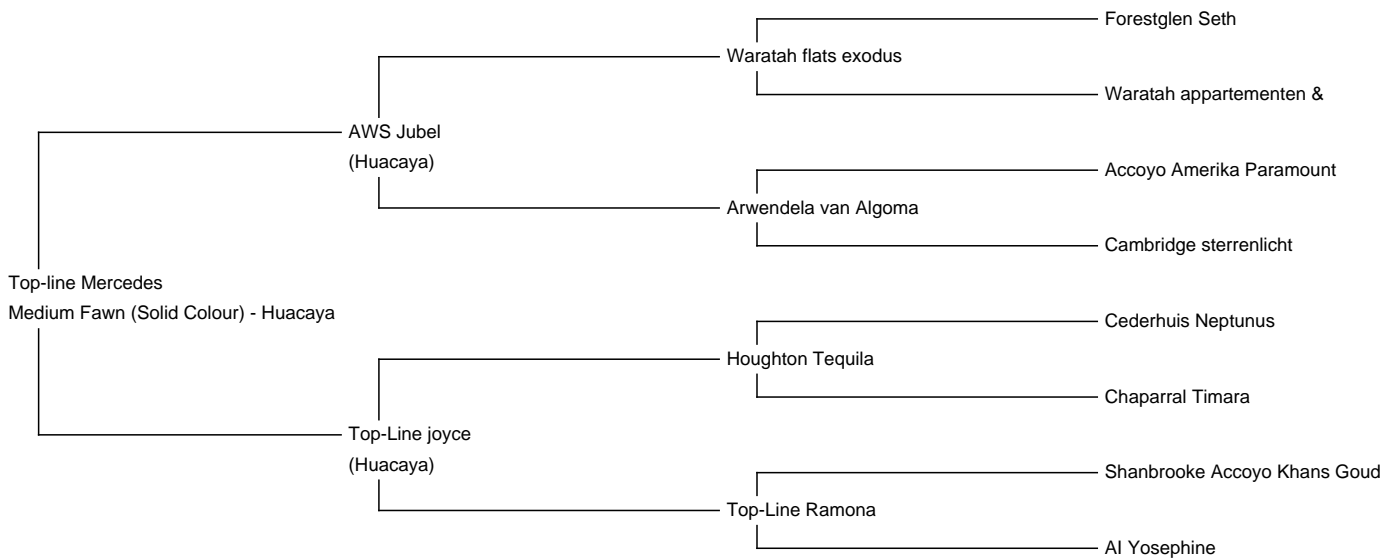 Forestglen Seth
Waratah flats exodus
Waratah appartementen &
AWS Jubel
(Huacaya)
Accoyo Amerika Paramount
Arwendela van Algoma
Cambridge sterrenlicht
Top-line Mercedes
Medium Fawn (Solid Colour) - Huacaya
Cederhuis Neptunus
Houghton Tequila
Chaparral Timara
Top-Line joyce
(Huacaya)
Shanbrooke Accoyo Khans Goud
Top-Line Ramona
AI Yosephine